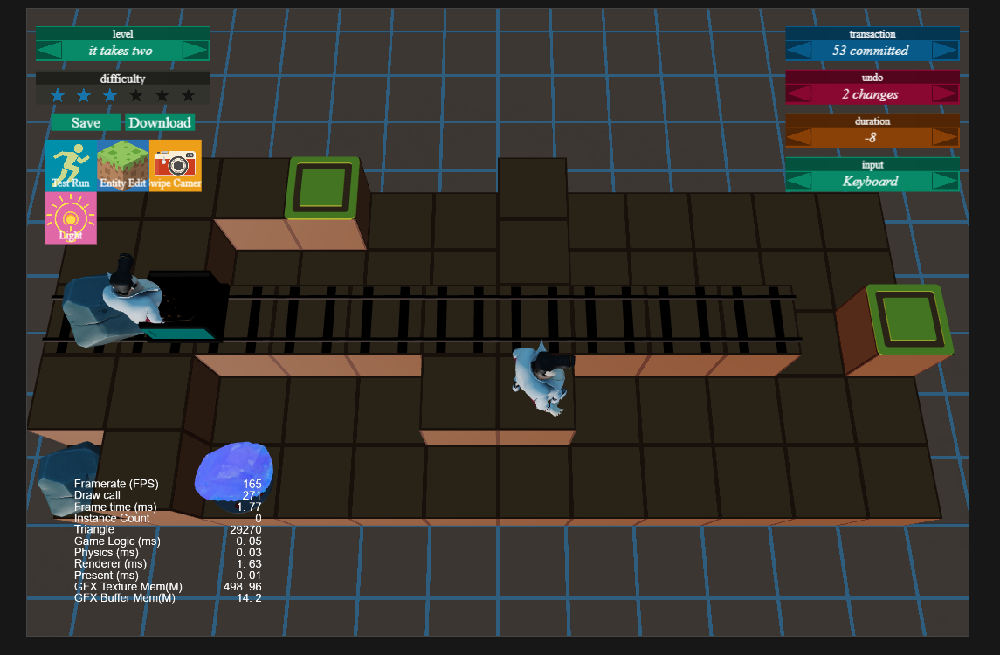 level
it takes two
difficulty
Save
Download
Test Run
Entity Edit
Light
transaction
53 committed
undo
2 changes
duration
-8
input
Keyboard
Framerate (FPS) 165
Draw call 271
Frame time (ms) 1. 77
Instance Count 0
Triangle 29270
Game Logic (ms) 0. 05
Physics (ms) 0. 03
Renderer (ms) 1. 63
Present (ms) 0. 01
GFX Texture Mem(M) 498. 96
GFX Buffer Mem(M) 14. 2